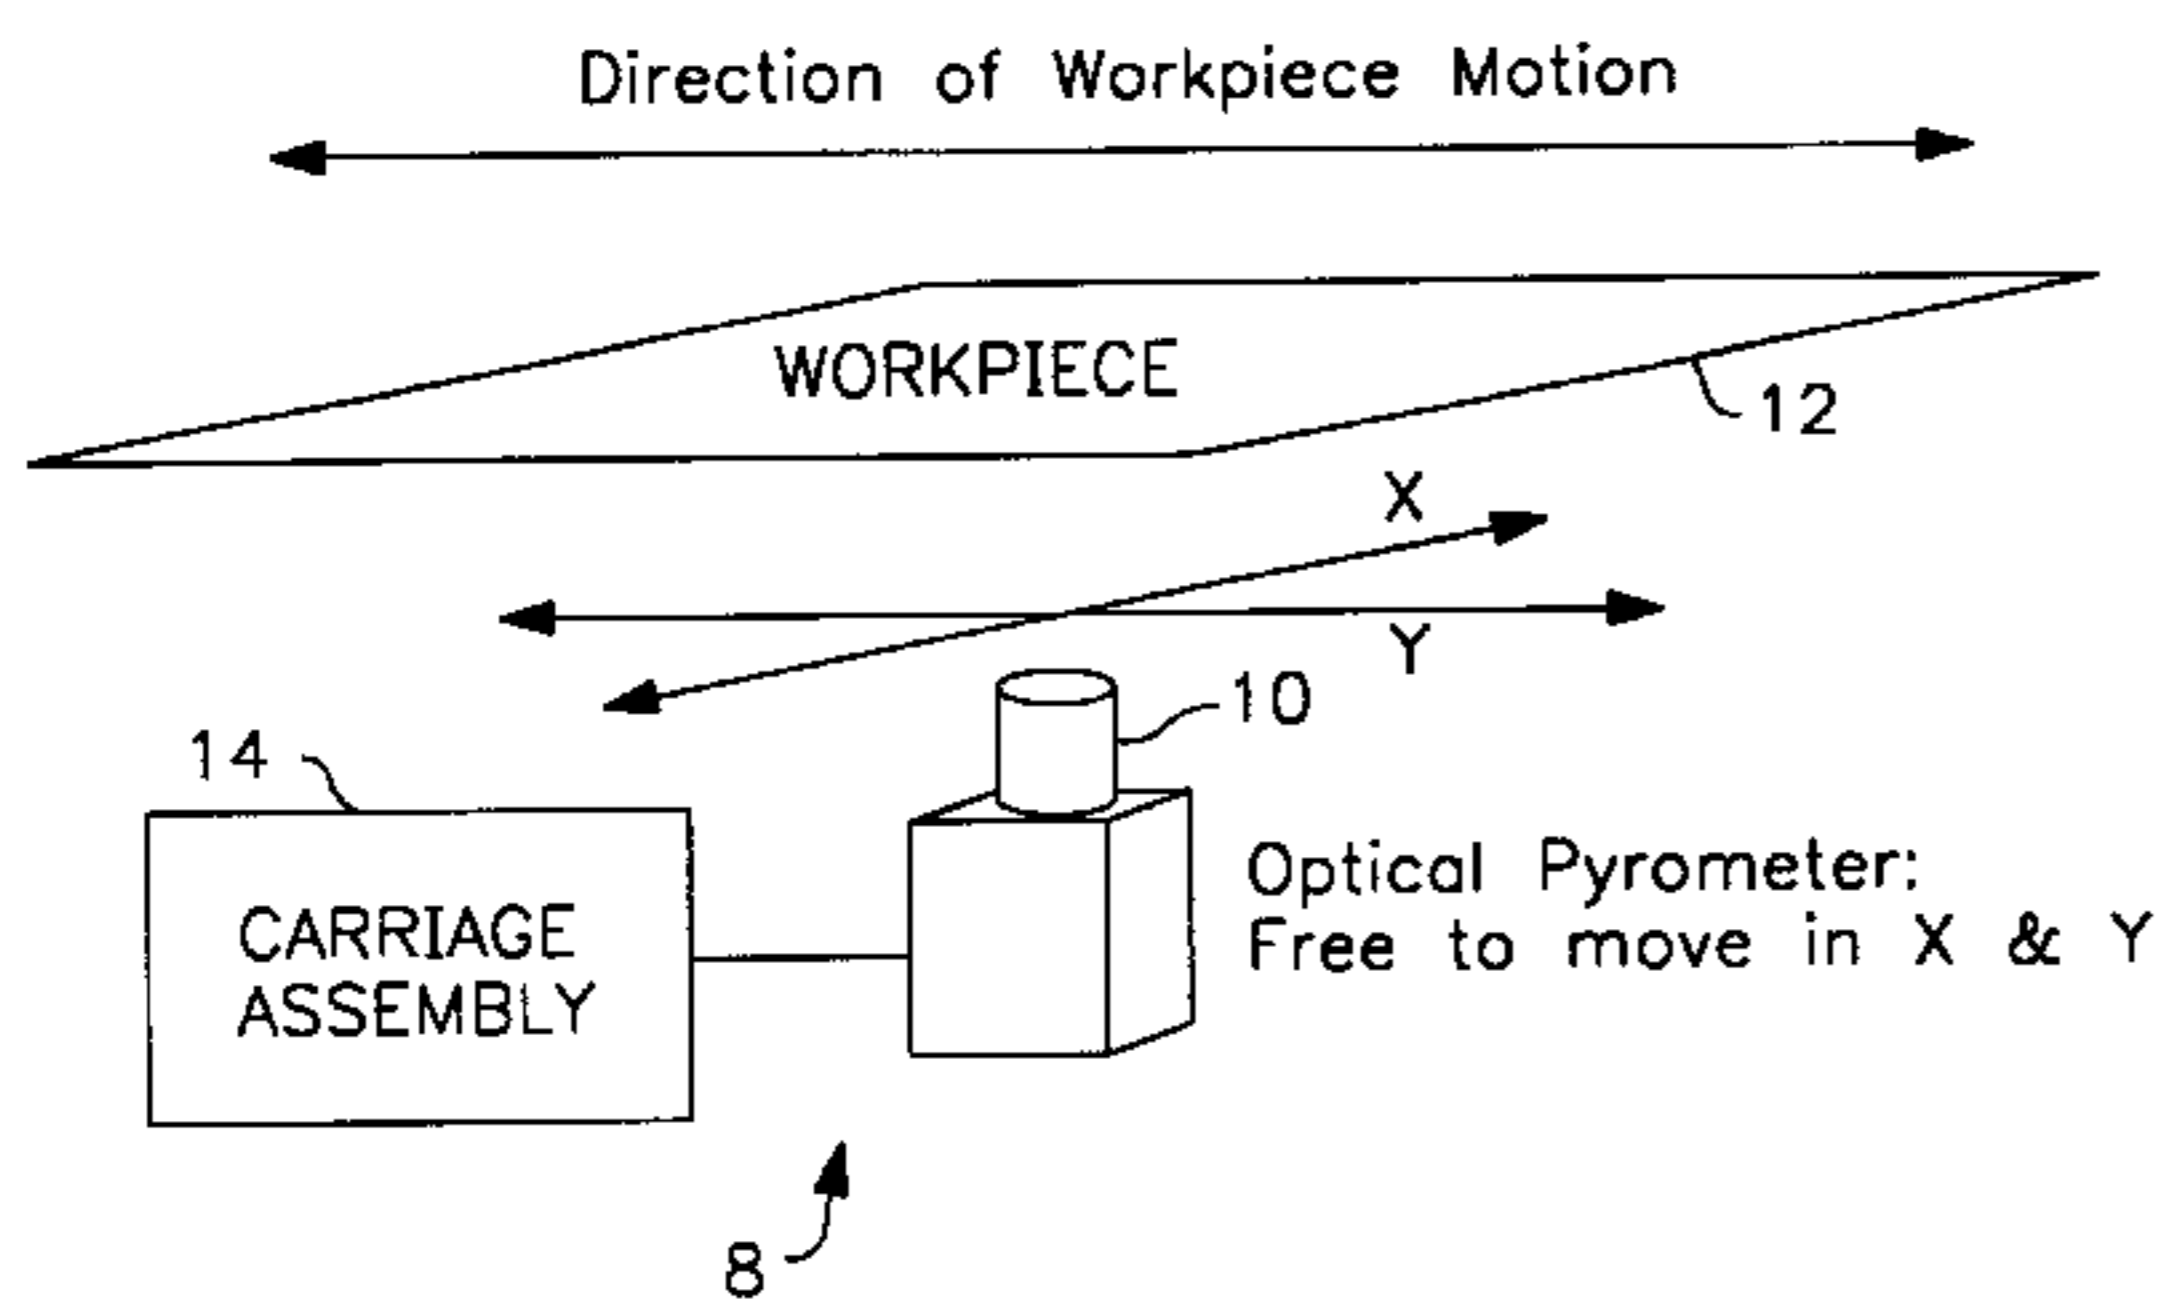 Direction of Workpiece Motion
WORKPIECE
12
X
Y
10
14
Optical Pyrometer:
Free to move in X & Y
CARRIAGE
ASSEMBLY
8